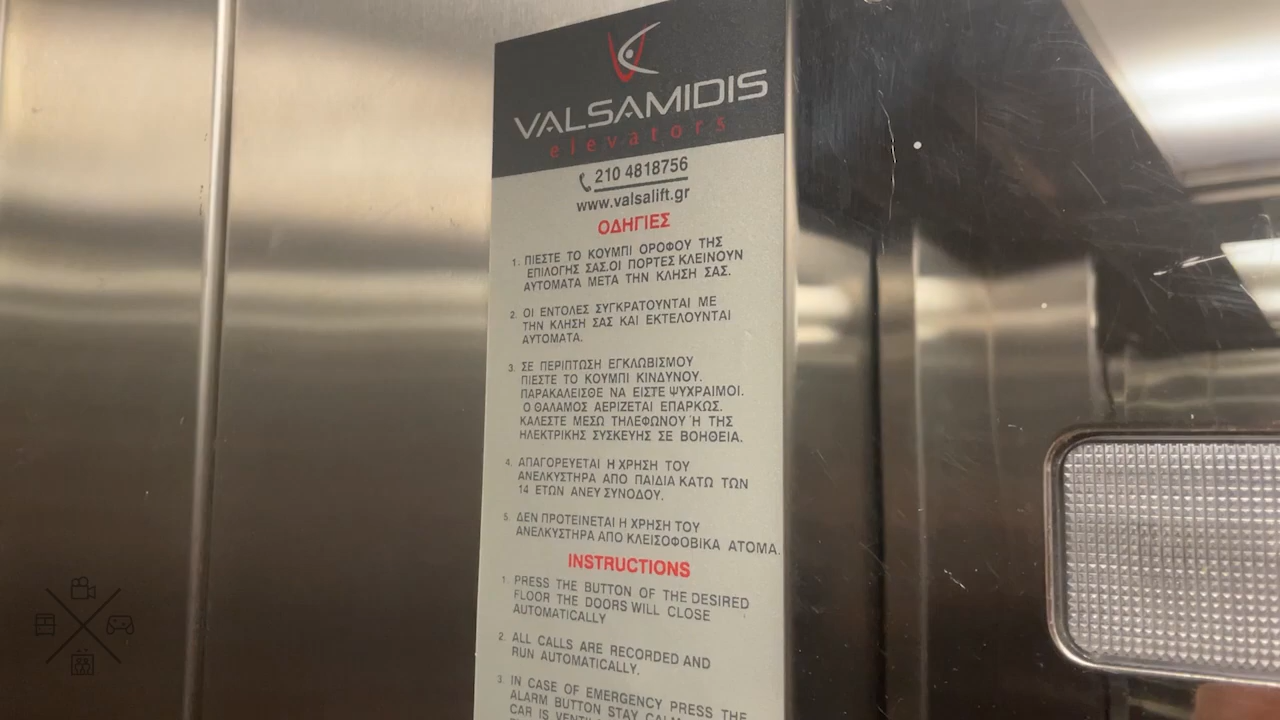 VALSAMIDIS
elevators
210 4818756
www.valsalift.gr
ΟΔΗΓΙΕΣ
1. ΠΙΕΣΤΕ ΤΟ ΚΟΥΜΠΙ ΟΡΟΦΟΥ ΤΗΣ
ΕΠΙΛΟΓΗΣ ΣΑΣ.ΟΙ ΠΟΡΤΕΣ ΚΛΕΙΝΟΥΝ
ΑΥΤΟΜΑΤΑ ΜΕΤΑ ΤΗΝ ΚΛΗΣΗ ΣΑΣ.
2. ΟΙ ΕΝΤΟΛΕΣ ΣΥΓΚΡΑΤΟΥΝΤΑΙ ΜΕ
ΤΗΝ ΚΛΗΣΗ ΣΑΣ ΚΑΙ ΕΚΤΕΛΟΥΝΤΑΙ
ΑΥΤΟΜΑΤΑ.
3. ΣΕ ΠΕΡΙΠΤΩΣΗ ΕΓΚΛΩΒΙΣΜΟΥ
ΠΙΕΣΤΕ ΤΟ ΚΟΥΜΠΙ ΚΙΝΔΥΝΟΥ.
ΠΑΡΑΚΑΛΕΙΣΘΕ ΝΑ ΕΙΣΤΕ ΨΥΧΡΑΙΜΟΙ.
Ο ΘΑΛΑΜΟΣ ΑΕΡΙΖΕΤΑΙ ΕΠΑΡΚΩΣ.
ΚΑΛΕΣΤΕ ΜΕΣΩ ΤΗΛΕΦΩΝΟΥ Ή ΤΗΣ
ΗΛΕΚΤΡΙΚΗΣ ΣΥΣΚΕΥΗΣ ΣΕ ΒΟΗΘΕΙΑ.
4. ΑΠΑΓΟΡΕΥΕΤΑΙ Η ΧΡΗΣΗ ΤΟΥ
ΑΝΕΛΚΥΣΤΗΡΑ ΑΠΟ ΠΑΙΔΙΑ ΚΑΤΩ ΤΩΝ
14 ΕΤΩΝ ΑΝΕΥ ΣΥΝΟΔΟΥ.
5. ΔΕΝ ΠΡΟΤΕΙΝΕΤΑΙ Η ΧΡΗΣΗ ΤΟΥ
ΑΝΕΛΚΥΣΤΗΡΑ ΑΠΟ ΚΛΕΙΣΟΦΟΒΙΚΑ ΑΤΟΜΑ.
INSTRUCTIONS
1. PRESS THE BUTTON OF THE DESIRED
FLOOR THE DOORS WILL CLOSE
AUTOMATICALLY
2. ALL CALLS ARE RECORDED AND
RUN AUTOMATICALLY.
3. IN CASE OF EMERGENCY PRESS THE
ALARM BUTTON STAY
CAR IS